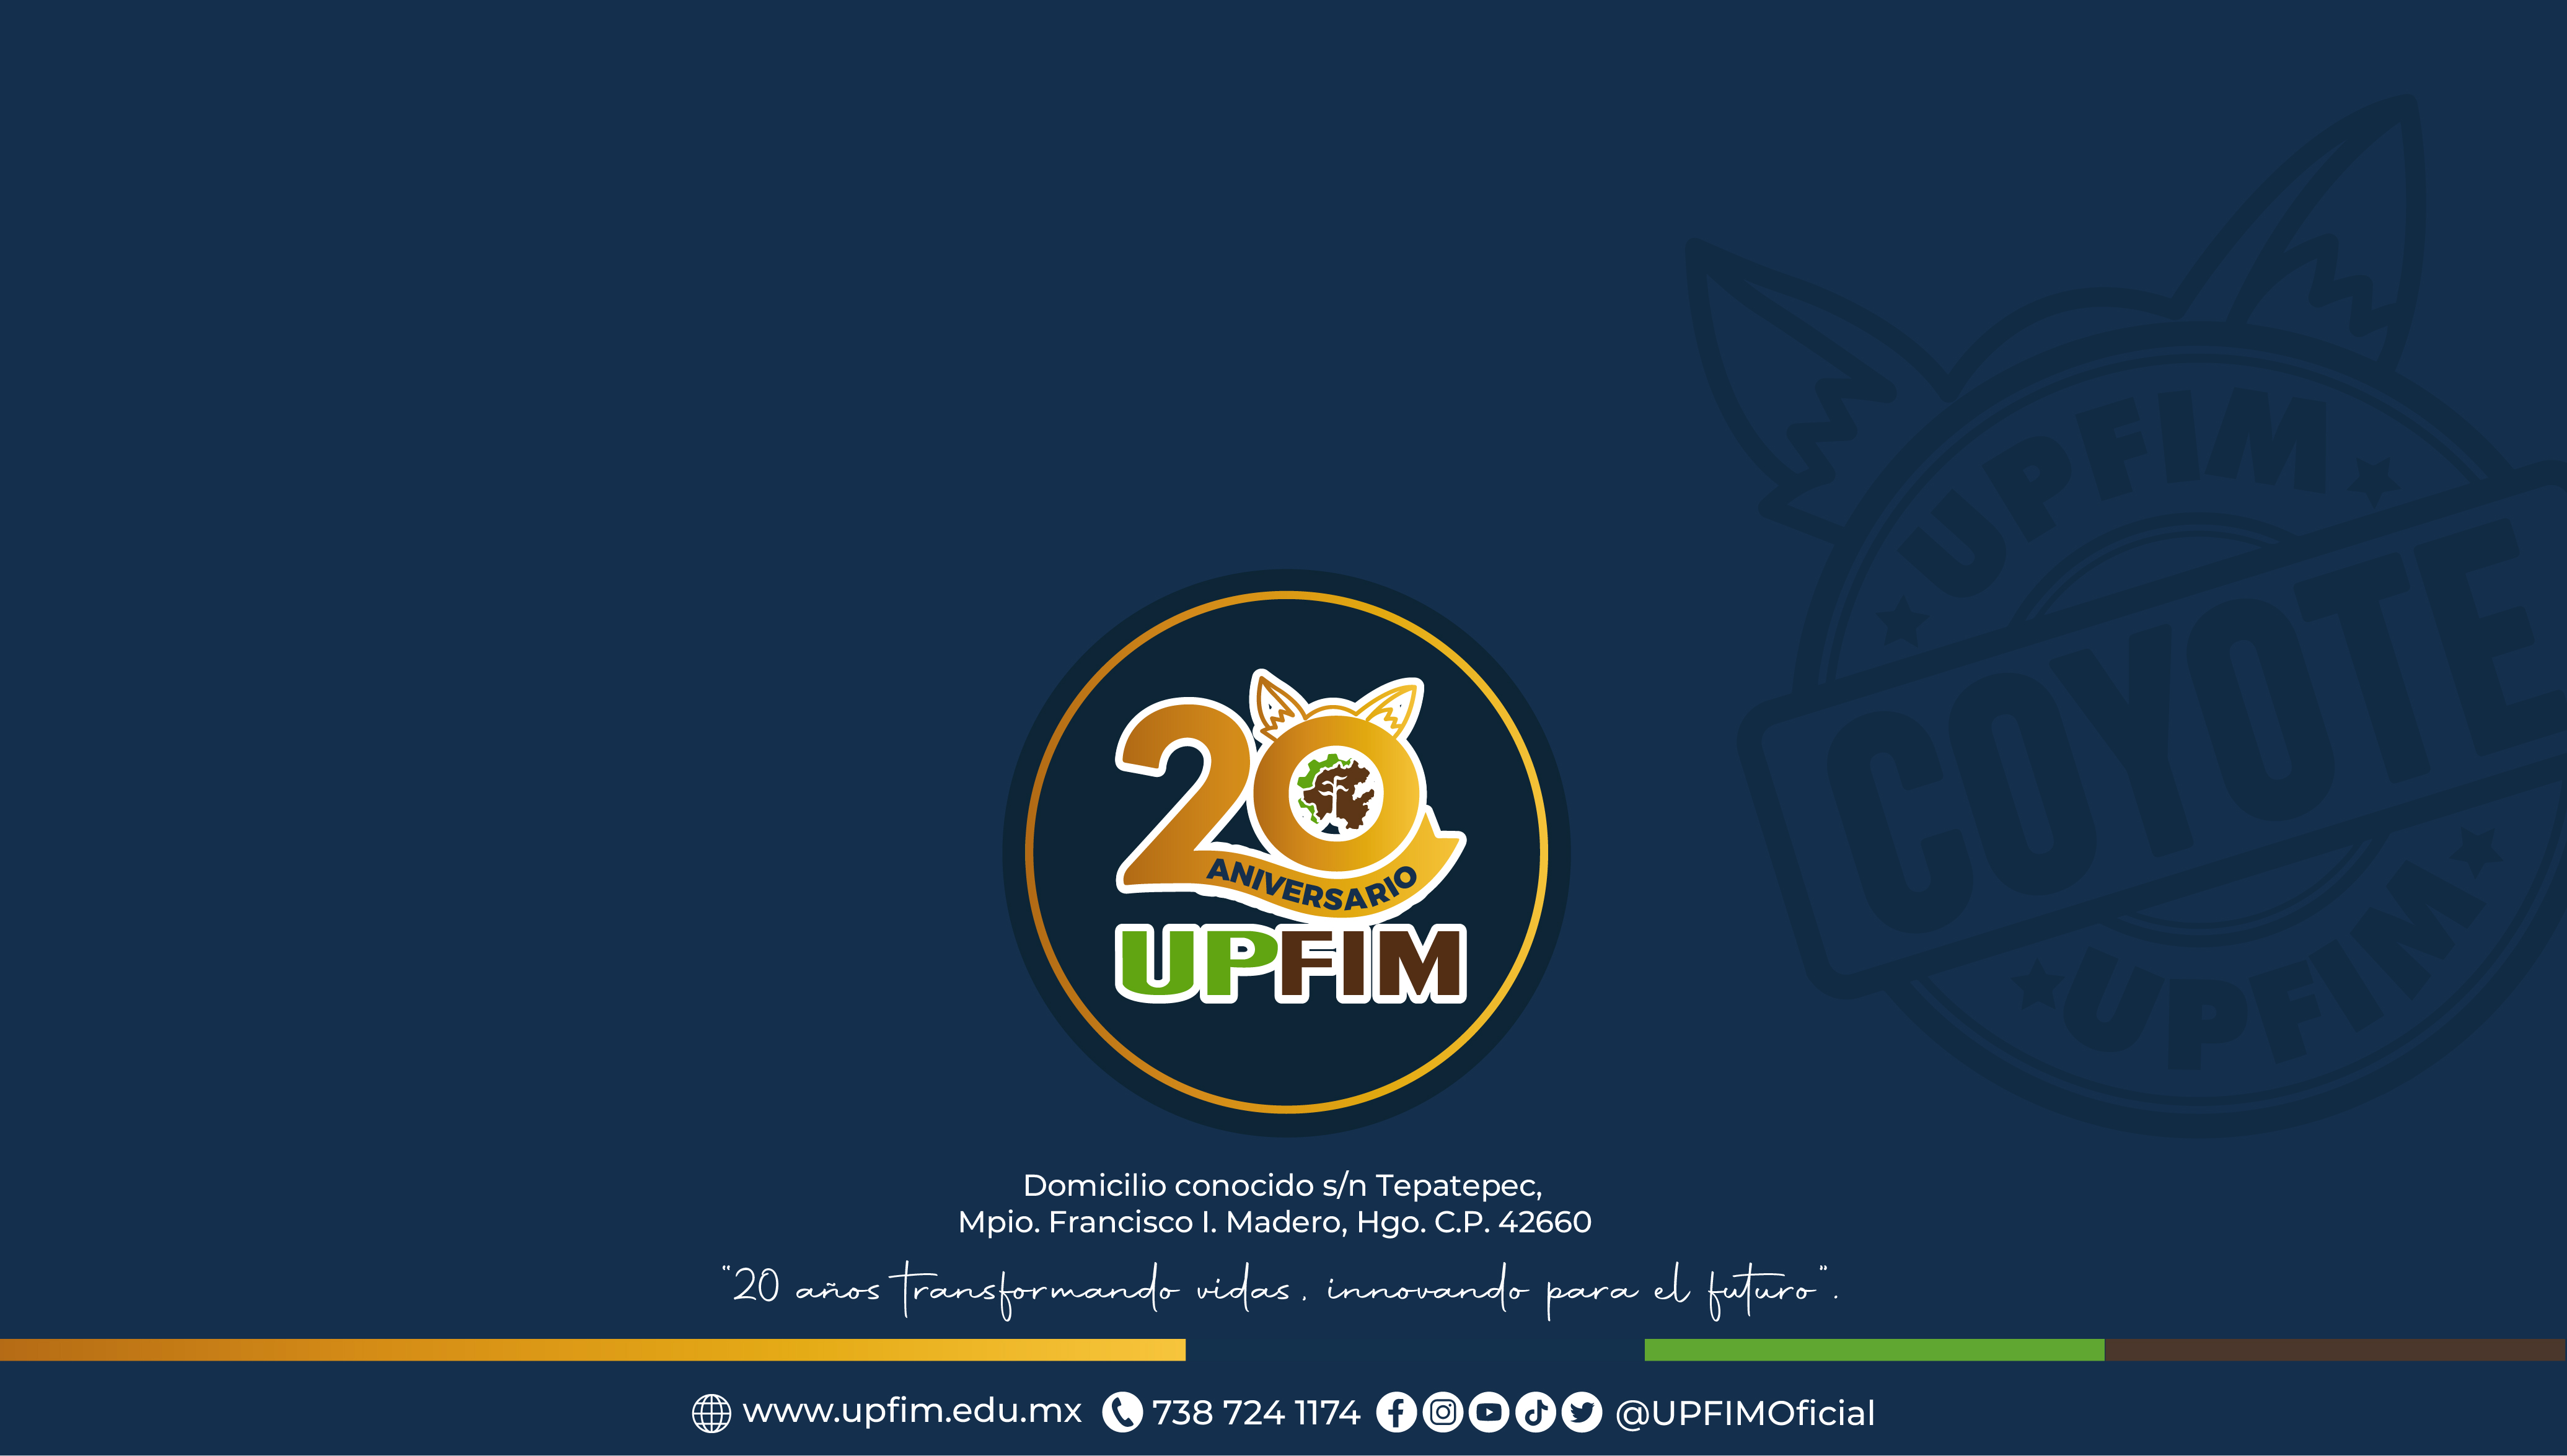 UPFIM
COYOTE
UPFIM
20
ANIVERSARIO
UPFIM
Domicilio conocido s/n Tepatepec,
Mpio. Francisco I. Madero, Hgo. C.P. 42660
"20 años transformando vidas, innovando para el futuro".
www.upfim.edu.mx 738 724 1174 @UPFIMOficial